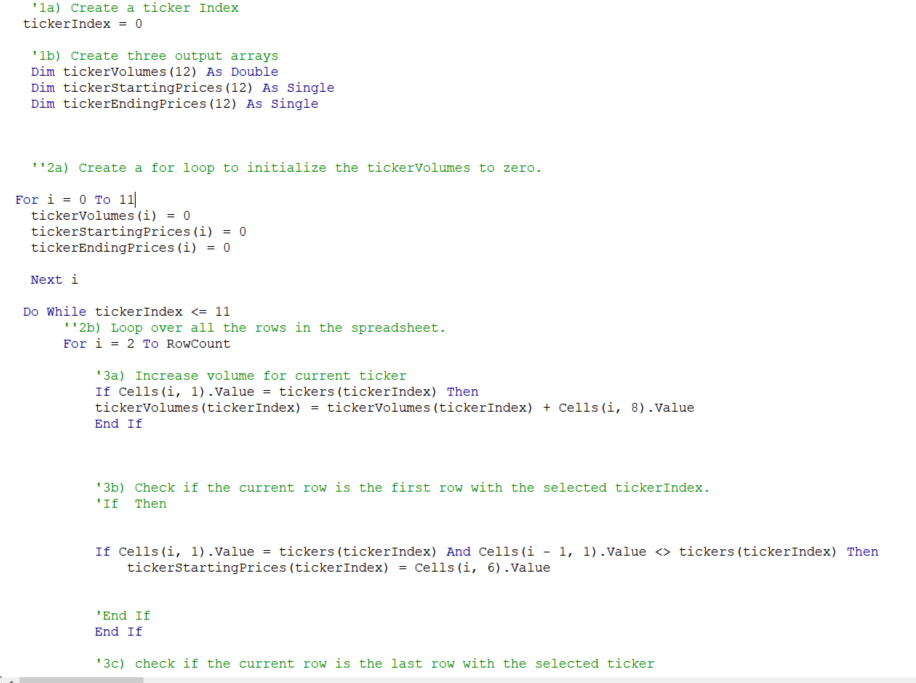 '1a) Create a ticker Index
tickerIndex = 0
'1b) Create three output arrays
Dim tickerVolumes(12) As Double
Dim tickerStartingPrices(12) As Single
Dim tickerEndingPrices(12) As Single
''2a) Create a for loop to initialize the tickerVolumes to zero.
For i = 0 To 11
tickerVolumes(i) = 0
tickerStartingPrices(i) = 0
tickerEndingPrices(i) = 0
Next i
Do While tickerIndex <= 11
''2b) Loop over all the rows in the spreadsheet.
For i = 2 To RowCount
'3a) Increase volume for current ticker
If Cells(i, 1).Value = tickers(tickerIndex) Then
tickerVolumes(tickerIndex) = tickerVolumes(tickerIndex) + Cells(i, 8).Value
End If
'3b) Check if the current row is the first row with the selected tickerIndex.
'If  Then
If Cells(i, 1).Value = tickers(tickerIndex) And Cells(i - 1, 1).Value <> tickers(tickerIndex) Then
tickerStartingPrices(tickerIndex) = Cells(i, 6).Value
'End If
End If
'3c) check if the current row is the last row with the selected ticker